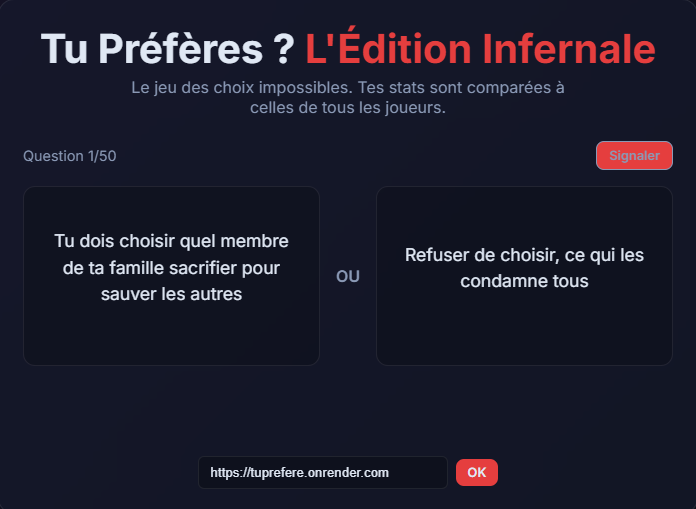 Tu Préfères ? L'Édition Infernale
Le jeu des choix impossibles. Tes stats sont comparées à
celles de tous les joueurs.
Question 1/50
Signaler
Tu dois choisir quel membre
de ta famille sacrifier pour
sauver les autres
OU
Refuser de choisir, ce qui les
condamne tous
https://tuprefere.onrender.com
OK